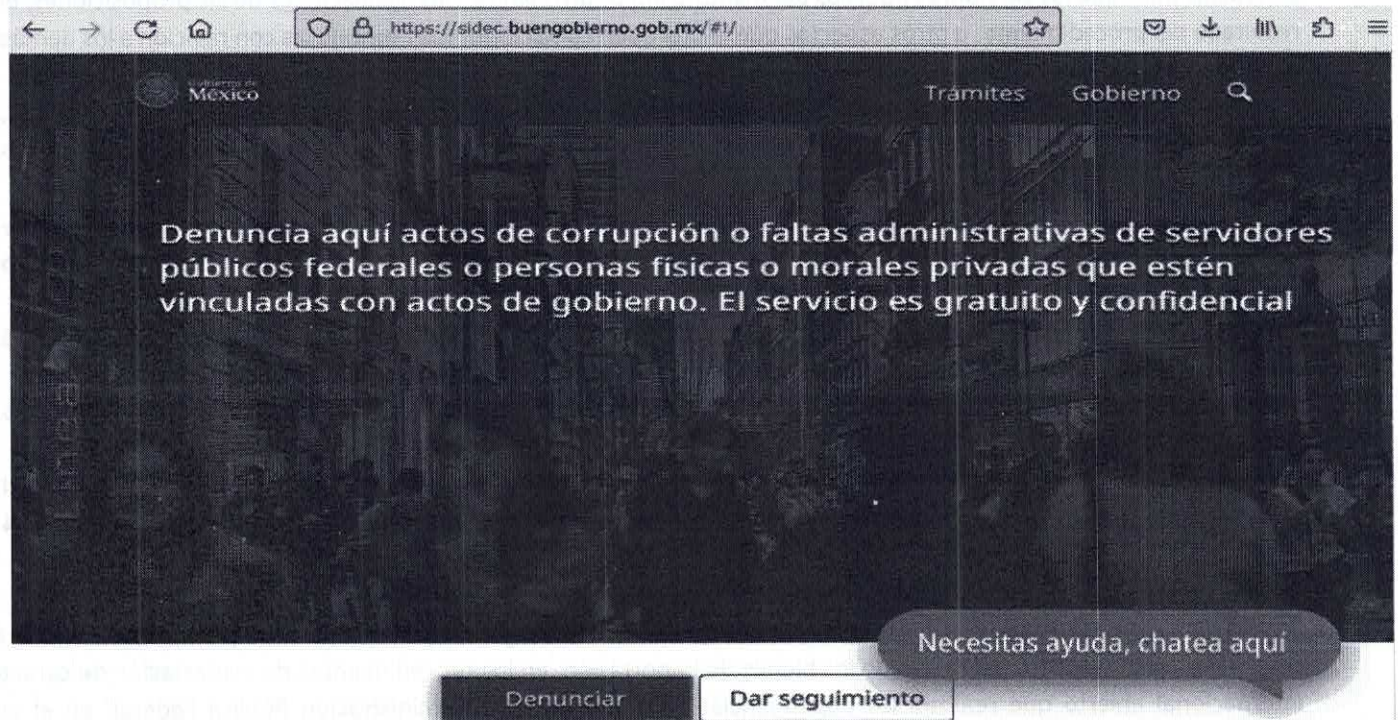 https://sidec.buengobierno.gob.mx/#!/
Gobierno de
México
Trámites Gobierno
Denuncia aquí actos de corrupción o faltas administrativas de servidores
públicos federales o personas físicas o morales privadas que estén
vinculadas con actos de gobierno. El servicio es gratuito y confidencial
Necesitas ayuda, chatea aquí
Denunciar Dar seguimiento